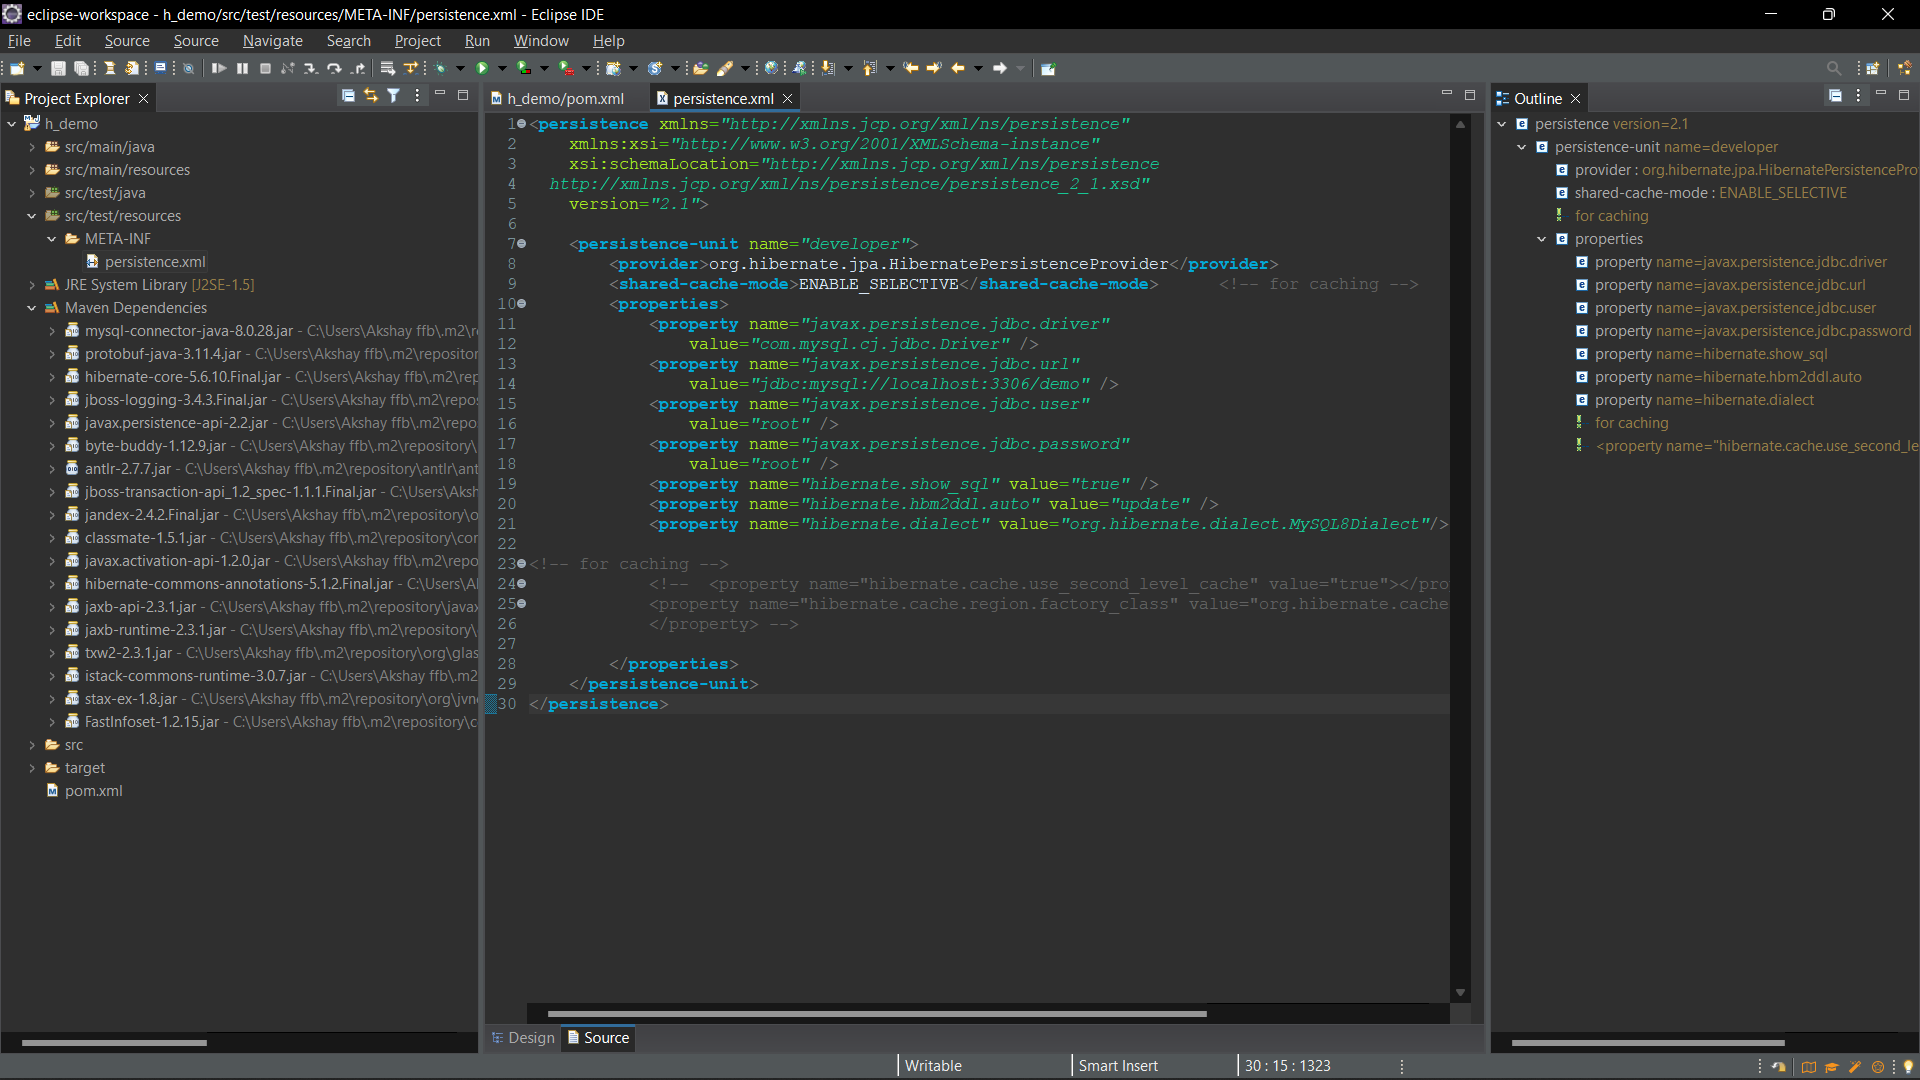 eclipse-workspace - h_demo/src/test/resources/META-INF/persistence.xml - Eclipse IDE
File Edit Source Source Navigate Search Project Run Window Help
Project Explorer
h_demo
src/main/java
src/main/resources
src/test/java
src/test/resources
META-INF
persistence.xml
JRE System Library [J2SE-1.5]
Maven Dependencies
mysql-connector-java-8.0.28.jar - C:\Users\Akshay ffb\.m2\r
protobuf-java-3.11.4.jar - C:\Users\Akshay ffb\.m2\repositor
hibernate-core-5.6.10.Final.jar - C:\Users\Akshay ffb\.m2\rep
jboss-logging-3.4.3.Final.jar - C:\Users\Akshay ffb\.m2\repo
javax.persistence-api-2.2.jar - C:\Users\Akshay ffb\.m2\repo
byte-buddy-1.12.9.jar - C:\Users\Akshay ffb\.m2\repository\
antlr-2.7.7.jar - C:\Users\Akshay ffb\.m2\repository\antlr\ant
jboss-transaction-api_1.2_spec-1.1.1.Final.jar - C:\Users\Aksh
jandex-2.4.2.Final.jar - C:\Users\Akshay ffb\.m2\repository\o
classmate-1.5.1.jar - C:\Users\Akshay ffb\.m2\repository\cor
javax.activation-api-1.2.0.jar - C:\Users\Akshay ffb\.m2\repo
hibernate-commons-annotations-5.1.2.Final.jar - C:\Users\A
jaxb-api-2.3.1.jar - C:\Users\Akshay ffb\.m2\repository\javax
jaxb-runtime-2.3.1.jar - C:\Users\Akshay ffb\.m2\repository\
txw2-2.3.1.jar - C:\Users\Akshay ffb\.m2\repository\org\glas
istack-commons-runtime-3.0.7.jar - C:\Users\Akshay ffb\.m2
stax-ex-1.8.jar - C:\Users\Akshay ffb\.m2\repository\org\jvn
FastInfoset-1.2.15.jar - C:\Users\Akshay ffb\.m2\repository\c
src
target
pom.xml
h_demo/pom.xml persistence.xml
1 <persistence xmlns="http://xmlns.jcp.org/xml/ns/persistence"
2 xmlns:xsi="http://www.w3.org/2001/XMLSchema-instance"
3 xsi:schemaLocation="http://xmlns.jcp.org/xml/ns/persistence
4 http://xmlns.jcp.org/xml/ns/persistence/persistence_2_1.xsd"
5 version="2.1">
6
7 <persistence-unit name="developer">
8 <provider>org.hibernate.jpa.HibernatePersistenceProvider</provider>
9 <shared-cache-mode>ENABLE_SELECTIVE</shared-cache-mode> <!-- for caching -->
10 <properties>
11 <property name="javax.persistence.jdbc.driver"
12 value="com.mysql.cj.jdbc.Driver" />
13 <property name="javax.persistence.jdbc.url"
14 value="jdbc:mysql://localhost:3306/demo" />
15 <property name="javax.persistence.jdbc.user"
16 value="root" />
17 <property name="javax.persistence.jdbc.password"
18 value="root" />
19 <property name="hibernate.show_sql" value="true" />
20 <property name="hibernate.hbm2ddl.auto" value="update" />
21 <property name="hibernate.dialect" value="org.hibernate.dialect.MySQL8Dialect"/>
22
23 <!-- for caching -->
24 <!-- <property name="hibernate.cache.use_second_level_cache" value="true"></pro
25 <property name="hibernate.cache.region.factory_class" value="org.hibernate.cache
26 </property> -->
27
28 </properties>
29 </persistence-unit>
30 </persistence>
Design Source
Outline
persistence version=2.1
persistence-unit name=developer
provider : org.hibernate.jpa.HibernatePersistencePro
shared-cache-mode : ENABLE_SELECTIVE
for caching
properties
property name=javax.persistence.jdbc.driver
property name=javax.persistence.jdbc.url
property name=javax.persistence.jdbc.user
property name=javax.persistence.jdbc.password
property name=hibernate.show_sql
property name=hibernate.hbm2ddl.auto
property name=hibernate.dialect
for caching
<property name="hibernate.cache.use_second_le
Writable Smart Insert 30 : 15 : 1323